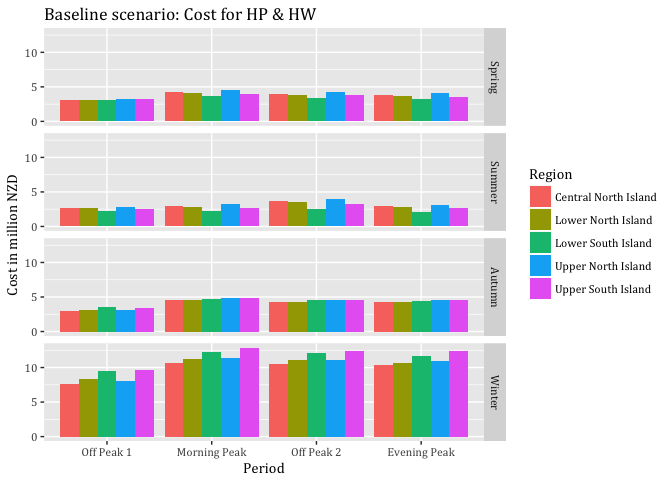 Baseline scenario: Cost for HP & HW
Cost in million NZD
10
5
0
Spring
10
5
0
Summer
10
5
0
Autumn
10
5
0
Winter
Off Peak 1
Morning Peak
Off Peak 2
Evening Peak
Period
Region
Central North Island
Lower North Island
Lower South Island
Upper North Island
Upper South Island